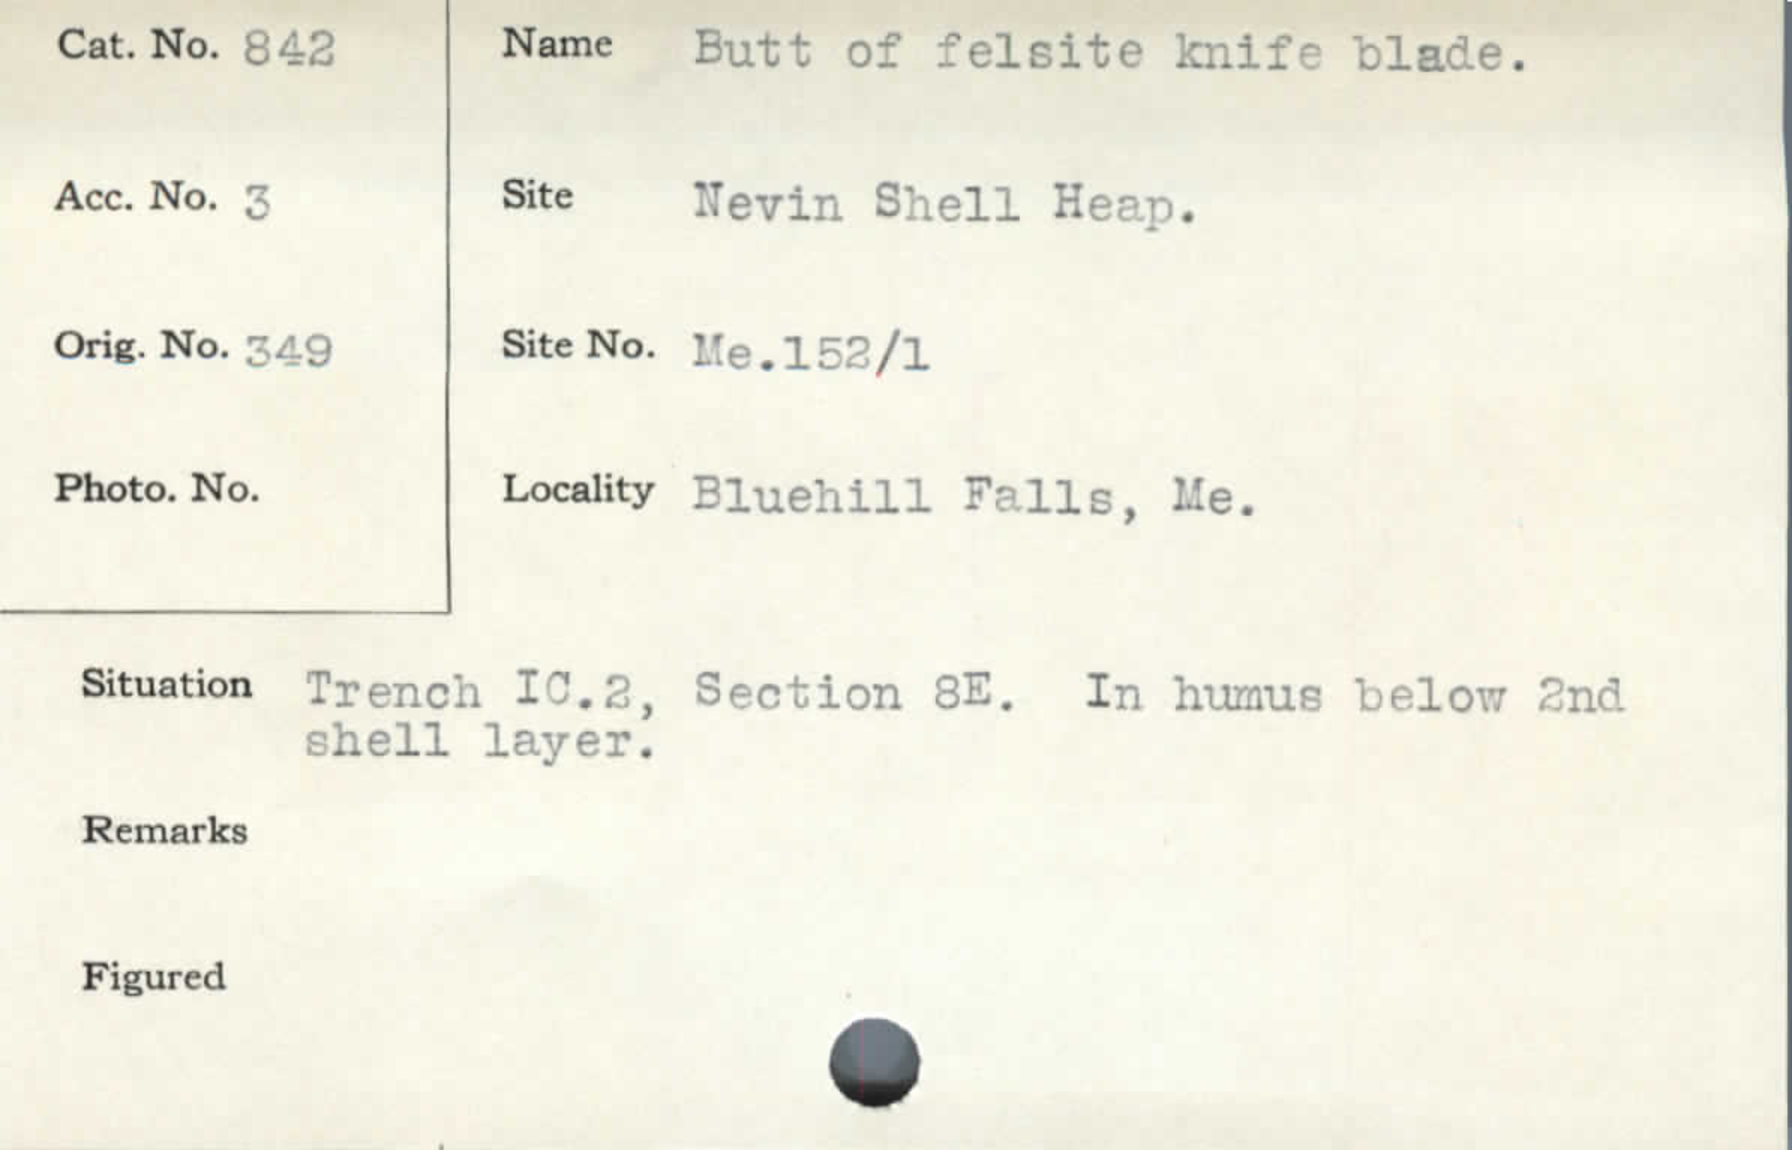 Cat. No. 842
Name Butt of felsite knife blade.
Acc. No. 3
Site Nevin Shell Heap.
Orig. No. 349
Site No. Me.152/1
Photo. No.
Locality Bluehill Falls, Me.
Situation Trench IC.2, Section 8E. In humus below 2nd
shell layer.
Remarks
Figured